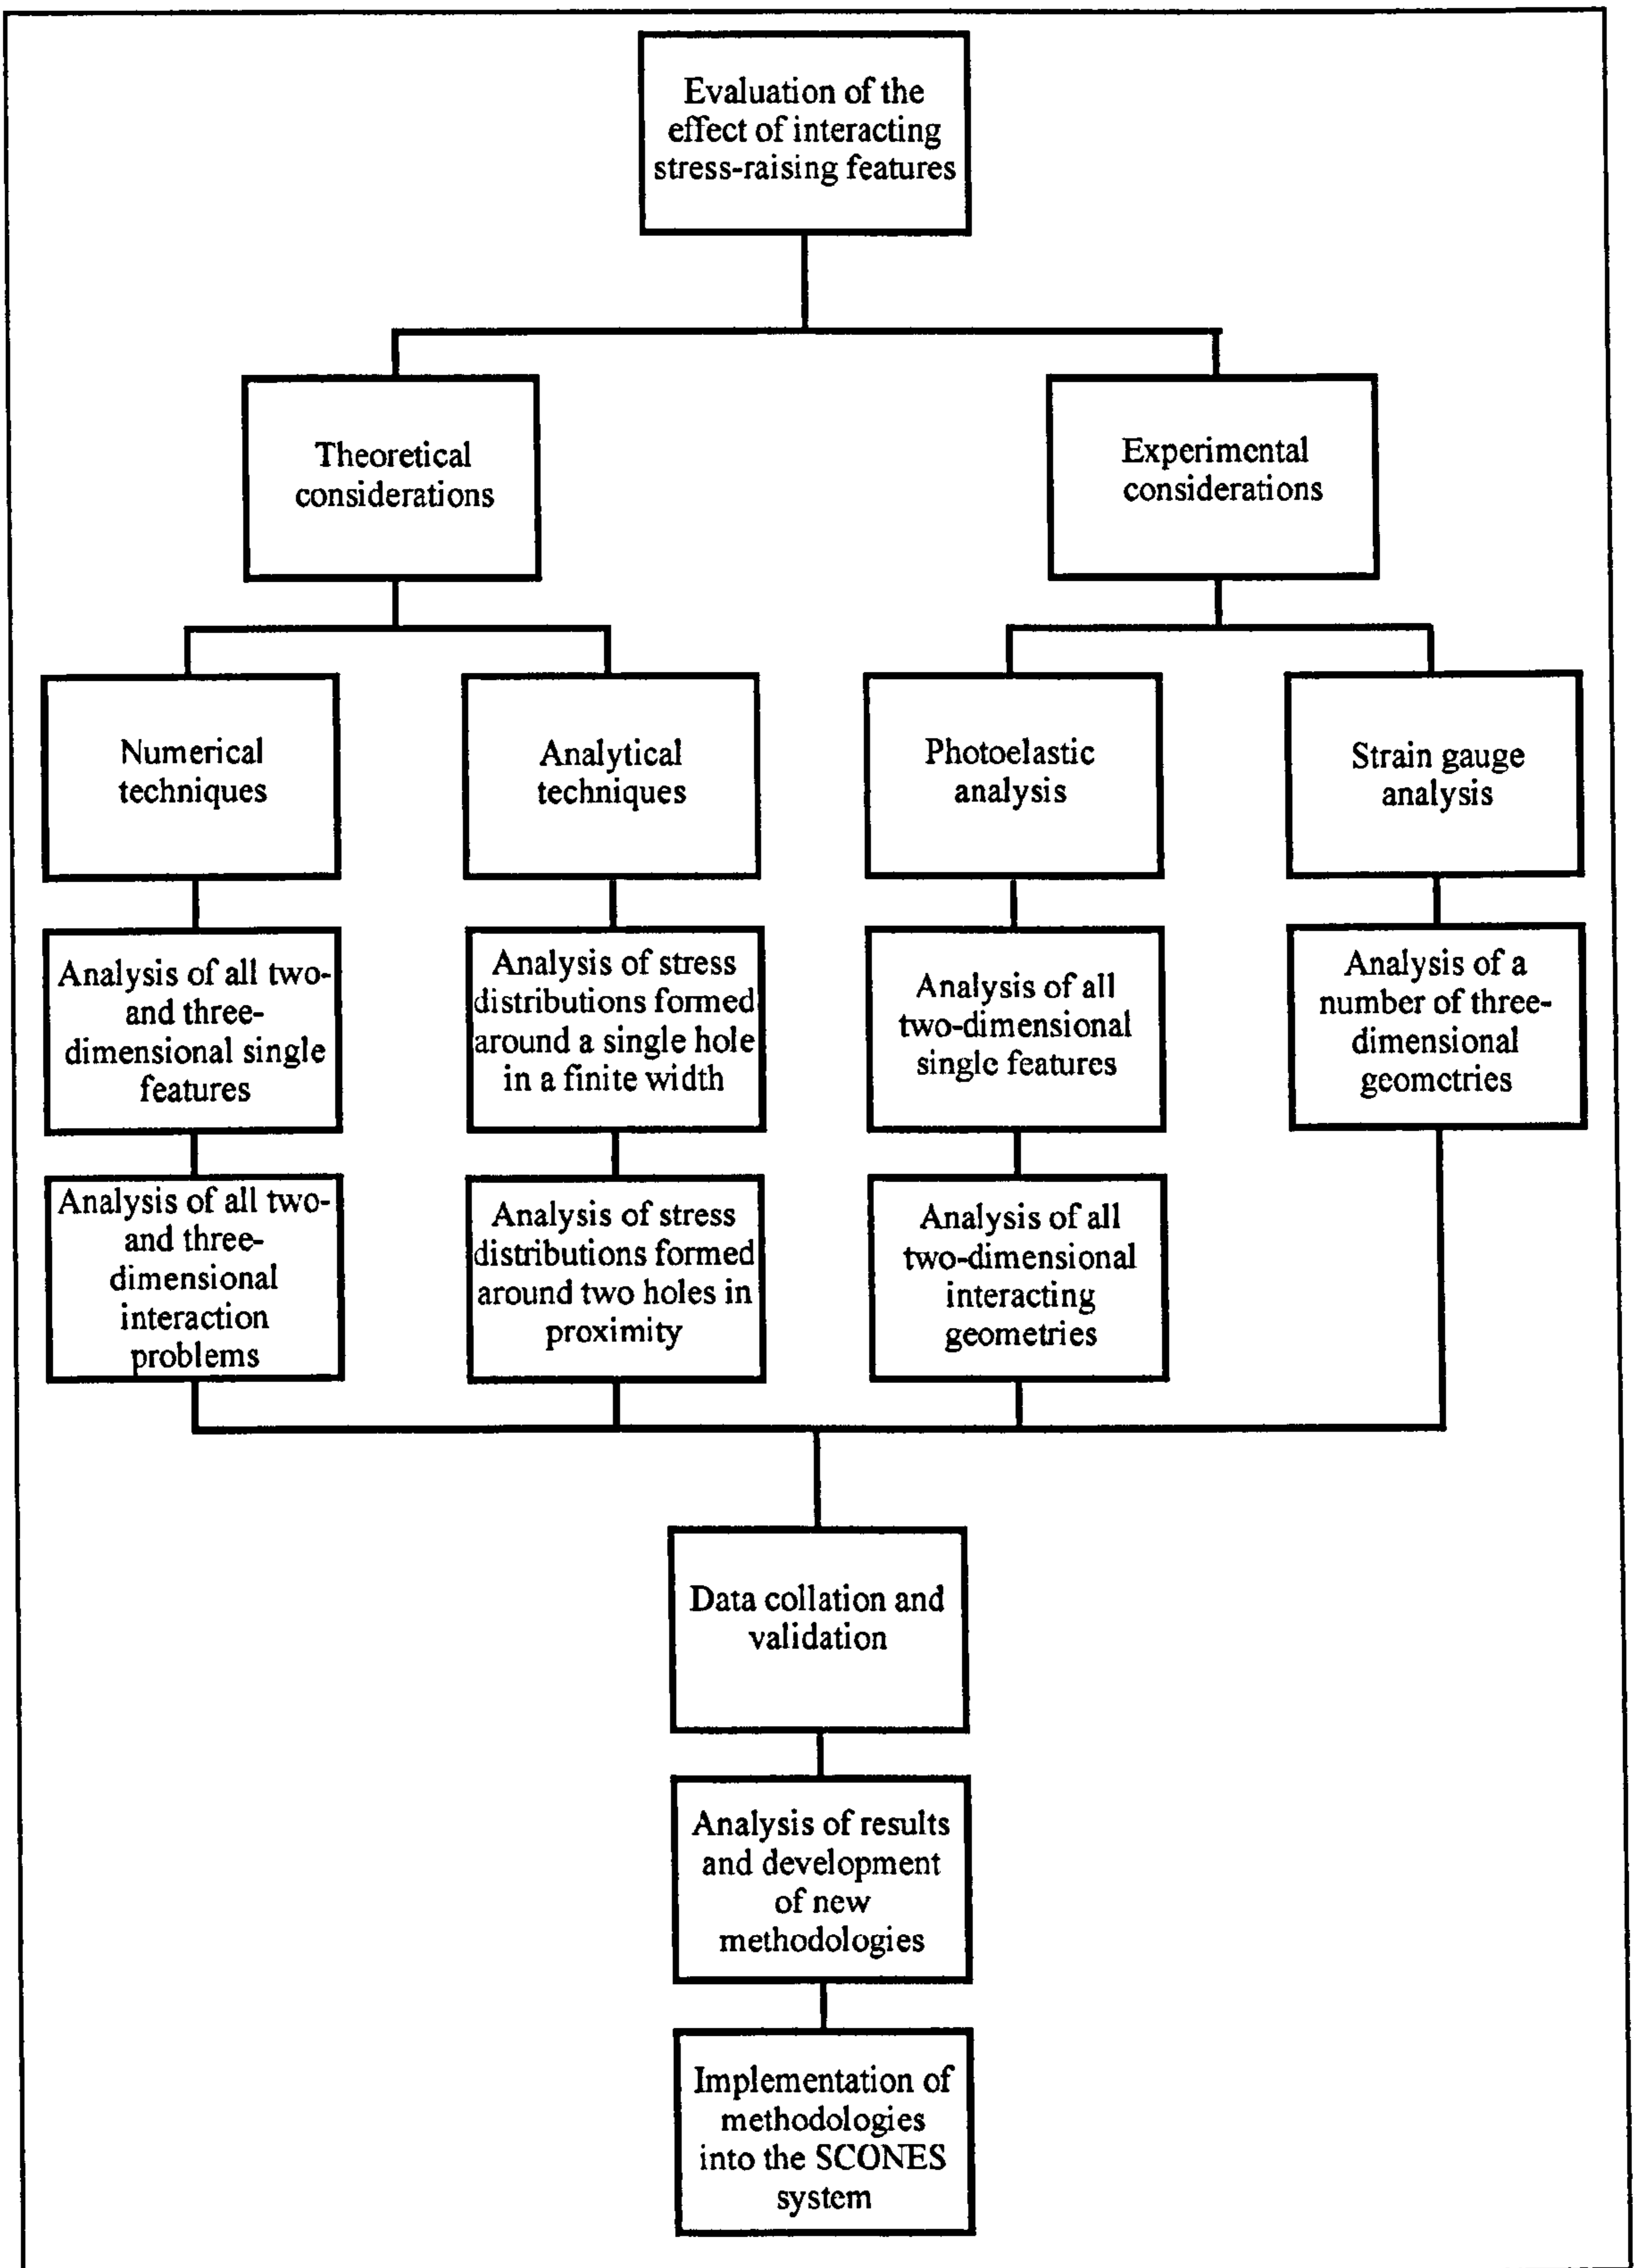 Evaluation of the
effect of interacting
stress-raising features
Theoretical
considerations
Experimental
considerations
Numerical
techniques
Analytical
techniques
Photoelastic
analysis
Strain gauge
analysis
Analysis of all two-
and three-
dimensional single
features
Analysis of stress
distributions formed
around a single hole
in a finite width
Analysis of all
two-dimensional
single features
Analysis of a
number of three-
dimensional
geometries
Analysis of all two-
and three-
dimensional
interaction
problems
Analysis of stress
distributions formed
around two holes in
proximity
Analysis of all
two-dimensional
interacting
geometries
Data collation and
validation
Analysis of results
and development
of new
methodologies
Implementation of
methodologies
into the SCONES
system